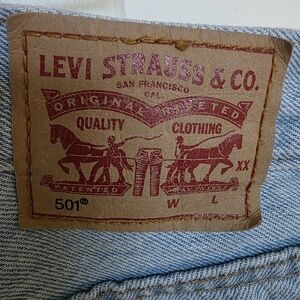 LEVI STRAUSS & CO.
SAN FRANCISCO
CAL.
ORIGINAL RIVETED
QUALITY CLOTHING
XX
PATENTED
501® W L